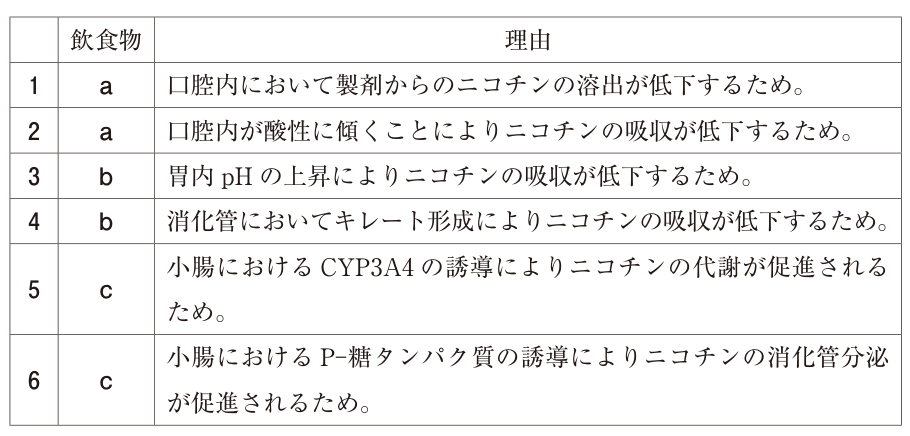 飲食物 理由
1 a 口腔内において製剤からのニコチンの溶出が低下するため。
2 a 口腔内が酸性に傾くことによりニコチンの吸収が低下するため。
3 b 胃内 pH の上昇によりニコチンの吸収が低下するため。
4 b 消化管においてキレート形成によりニコチンの吸収が低下するため。
5 c 小腸における CYP3A4 の誘導によりニコチンの代謝が促進される
ため。
6 c 小腸における P-糖タンパク質の誘導によりニコチンの消化管分泌
が促進されるため。